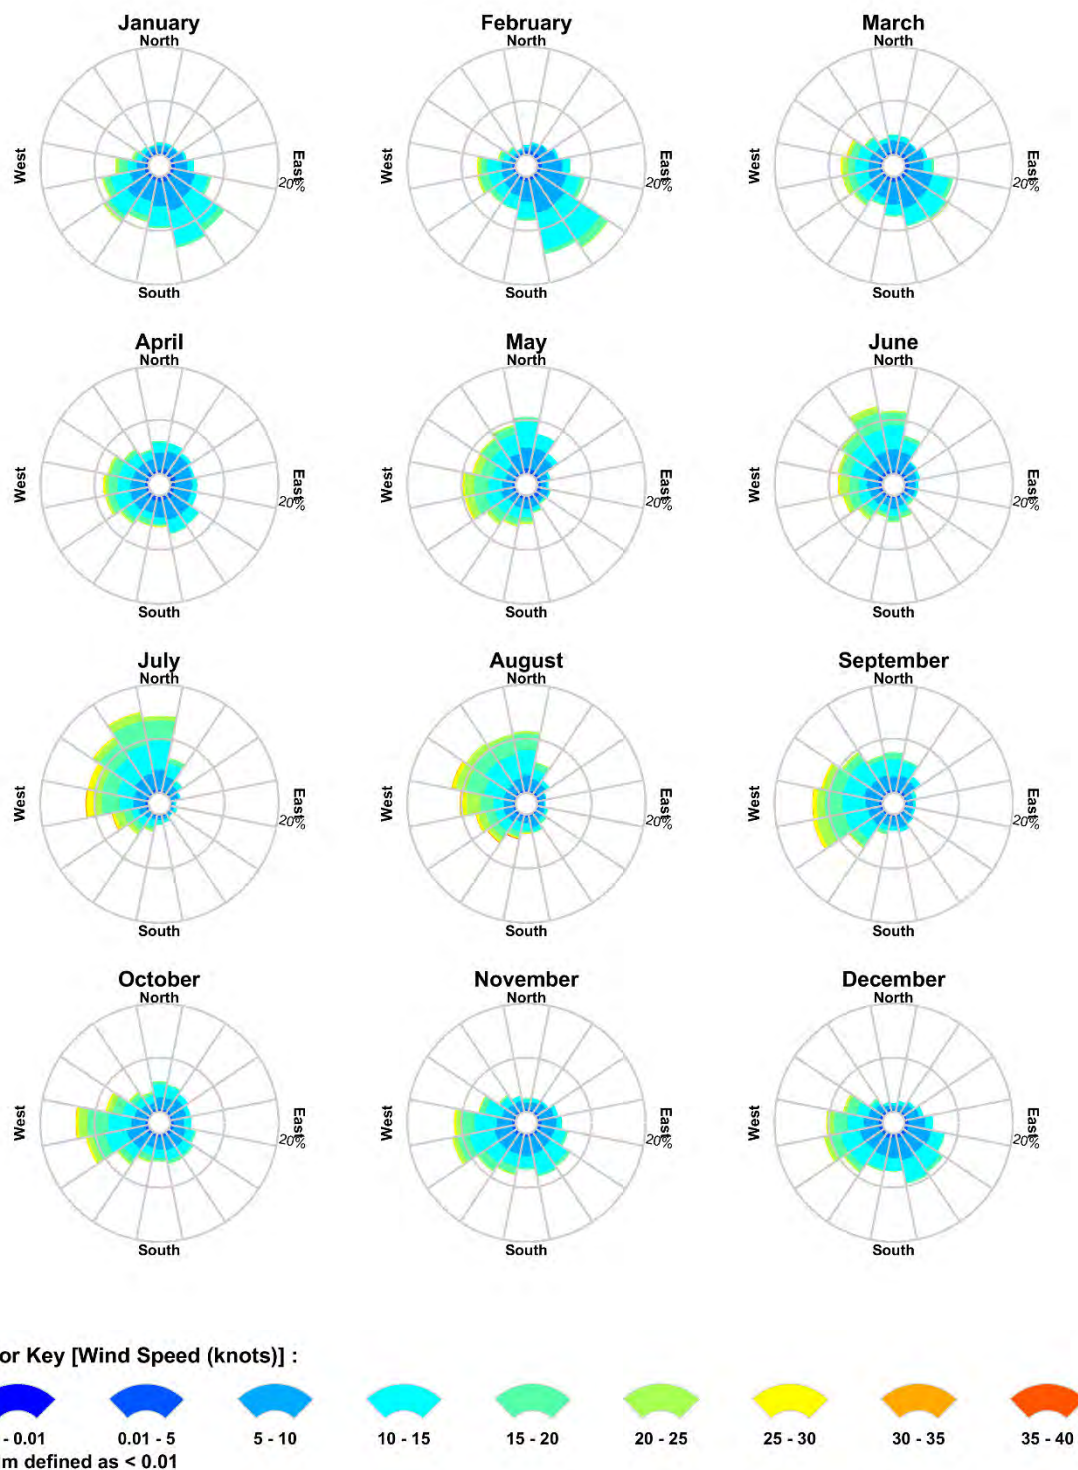 January February March
North North North
West East 20% West East 20% West East 20%
South South South
April May June
North North North
West East 20% West East 20% West East 20%
South South South
July August September
North North North
West East 20% West East 20% West East 20%
South South South
October November December
North North North
West East 20% West East 20% West East 20%
South South South
or Key [Wind Speed (knots)] :
- 0.01 0.01 - 5 5 - 10 10 - 15 15 - 20 20 - 25 25 - 30 30 - 35 35 - 40
m defined as < 0.01